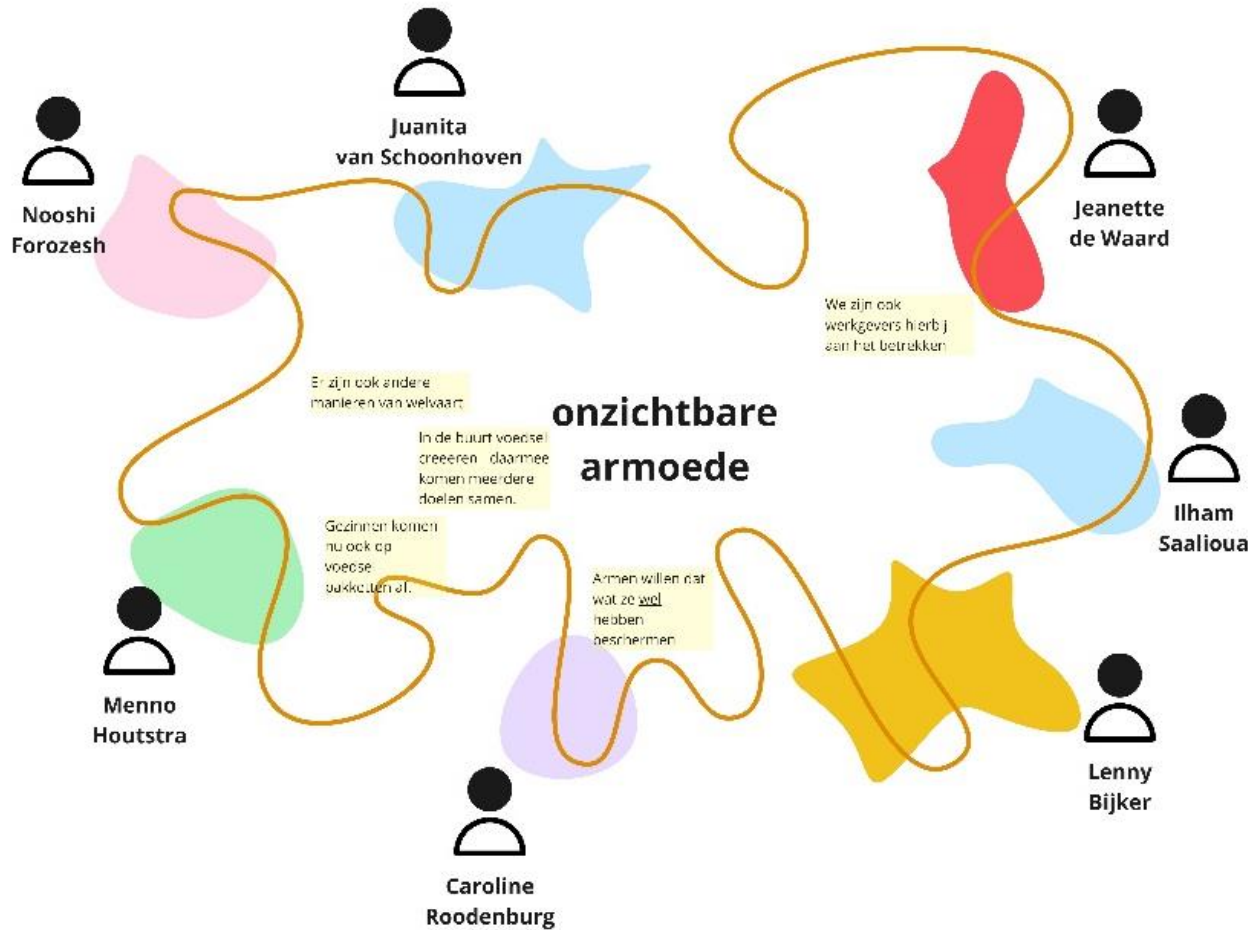 Juanita
van Schoonhoven
Nooshi
Forozesh
Jeanette
de Waard
We zijn ook
werkgevers hierbij
aan het betrekken
Er zijn ook andere
manieren van welvaart
onzichtbare
armoede
In de buurt voedsel
creeeren daarmee
komen meerdere
doelen samen.
Ilham
Saalioua
Gezinnen komen
nu ook op
voedse
pakketten af.
Armen willen dat
wat ze wel
hebben
beschermen
Menno
Houtstra
Lenny
Bijker
Caroline
Roodenburg